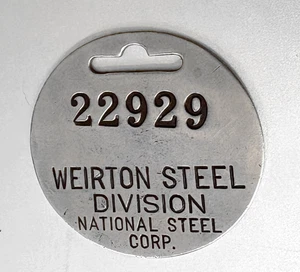 22929
WEIRTON STEEL
DIVISION
NATIONAL STEEL
CORP.